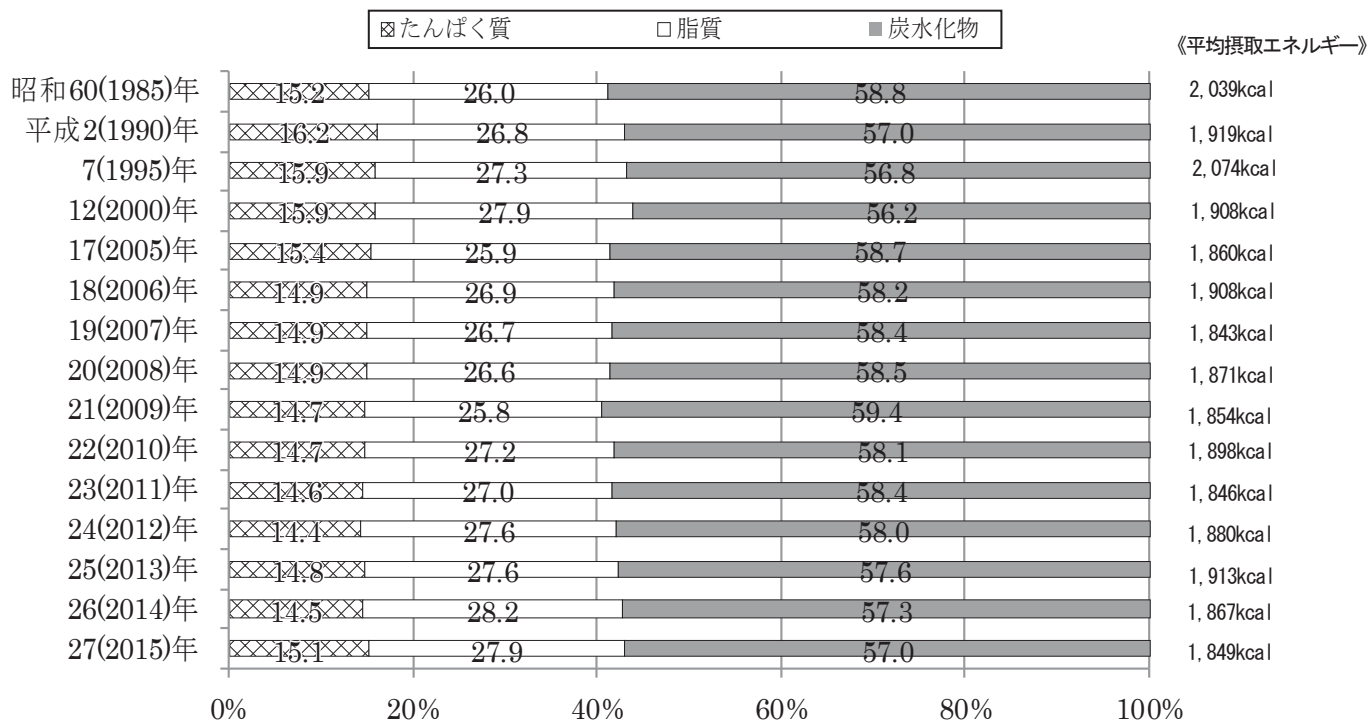 たんぱく質 脂質 炭水化物
《平均摂取エネルギー》
昭和60(1985)年 15.2 26.0 58.8 2,039kcal
平成2(1990)年 16.2 26.8 57.0 1,919kcal
7(1995)年 15.9 27.3 56.8 2,074kcal
12(2000)年 15.9 27.9 56.2 1,908kcal
17(2005)年 15.4 25.9 58.7 1,860kcal
18(2006)年 14.9 26.9 58.2 1,908kcal
19(2007)年 14.9 26.7 58.4 1,843kcal
20(2008)年 14.9 26.6 58.5 1,871kcal
21(2009)年 14.7 25.8 59.4 1,854kcal
22(2010)年 14.7 27.2 58.1 1,898kcal
23(2011)年 14.6 27.0 58.4 1,846kcal
24(2012)年 14.4 27.6 58.0 1,880kcal
25(2013)年 14.8 27.6 57.6 1,913kcal
26(2014)年 14.5 28.2 57.3 1,867kcal
27(2015)年 15.1 27.9 57.0 1,849kcal
0% 20% 40% 60% 80% 100%